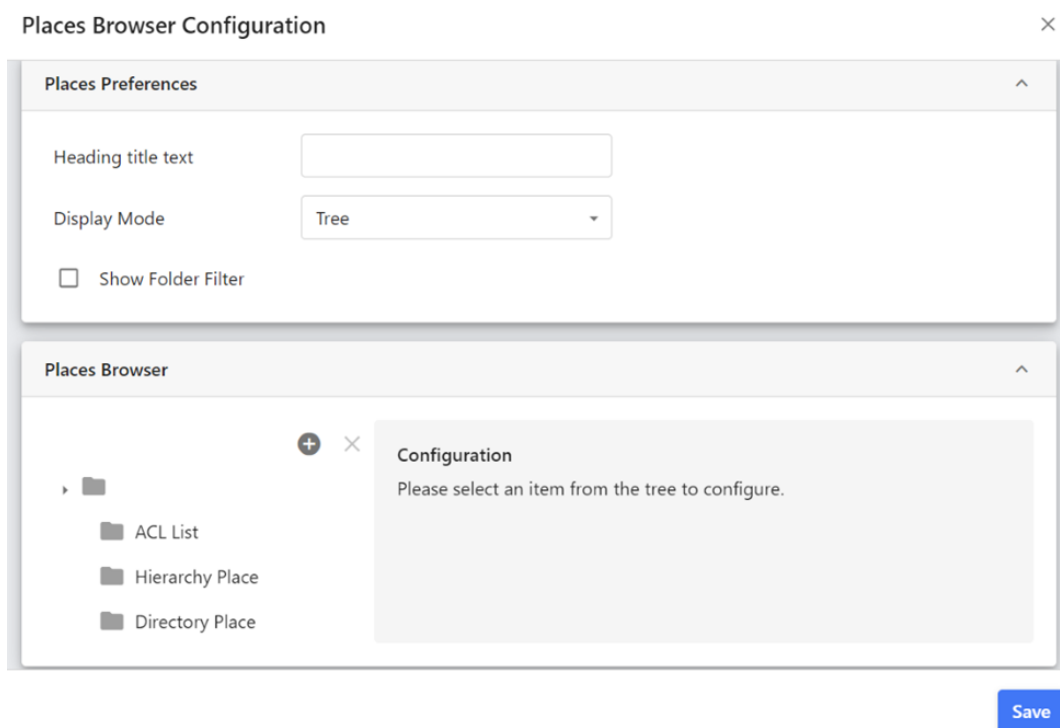 Places Browser Configuration
Places Preferences
Heading title text
Display Mode
Tree
Show Folder Filter
Places Browser
Configuration
Please select an item from the tree to configure.
ACL List
Hierarchy Place
Directory Place
Save